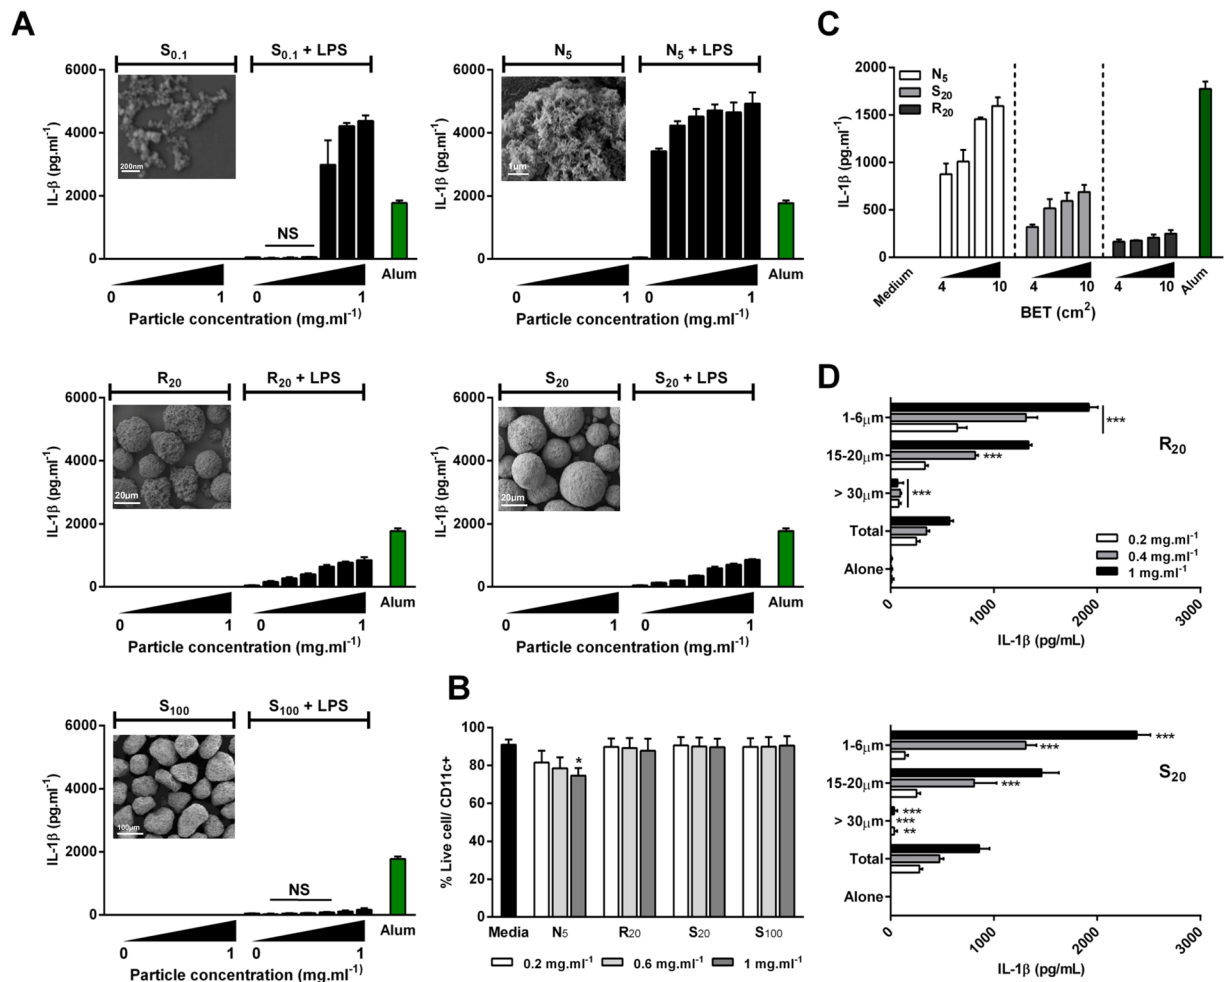 A
S0.1
S0.1 + LPS
6000
4000
2000
0
IL-β (pg.ml-1)
200nm
NS
Alum
0
1
0
1
Particle concentration (mg.ml-1)
N5
N5 + LPS
6000
4000
2000
0
IL-1β (pg.ml-1)
1um
Alum
0
1
0
1
Particle concentration (mg.ml-1)
R20
R20 + LPS
6000
4000
2000
0
IL-1β (pg.ml-1)
20μm
Alum
0
1
0
1
Particle concentration (mg.ml-1)
S20
S20 + LPS
6000
4000
2000
0
IL-1β (pg.ml-1)
20μm
Alum
0
1
0
1
Particle concentration (mg.ml-1)
S100
S100 + LPS
6000
4000
2000
0
IL-1β (pg.ml-1)
100μm
NS
Alum
0
1
0
1
Particle concentration (mg.ml-1)
B
100
80
60
40
20
0
% Live cell/ CD11c+
*
Media
N5
R20
S20
S100
0.2 mg.ml-1
0.6 mg.ml-1
1 mg.ml-1
C
2000
1500
1000
500
0
IL-1β (pg.ml-1)
N5
S20
R20
Medium
4
10
4
10
4
10
Alum
BET (cm2)
D
1-6μm
15-20μm
> 30μm
Total
Alone
***
***
***
R20
0.2 mg.ml-1
0.4 mg.ml-1
1 mg.ml-1
0
1000
2000
3000
IL-1β (pg/mL)
1-6μm
15-20μm
> 30μm
Total
Alone
***
***
***
***
***
**
S20
0
1000
2000
3000
IL-1β (pg/mL)